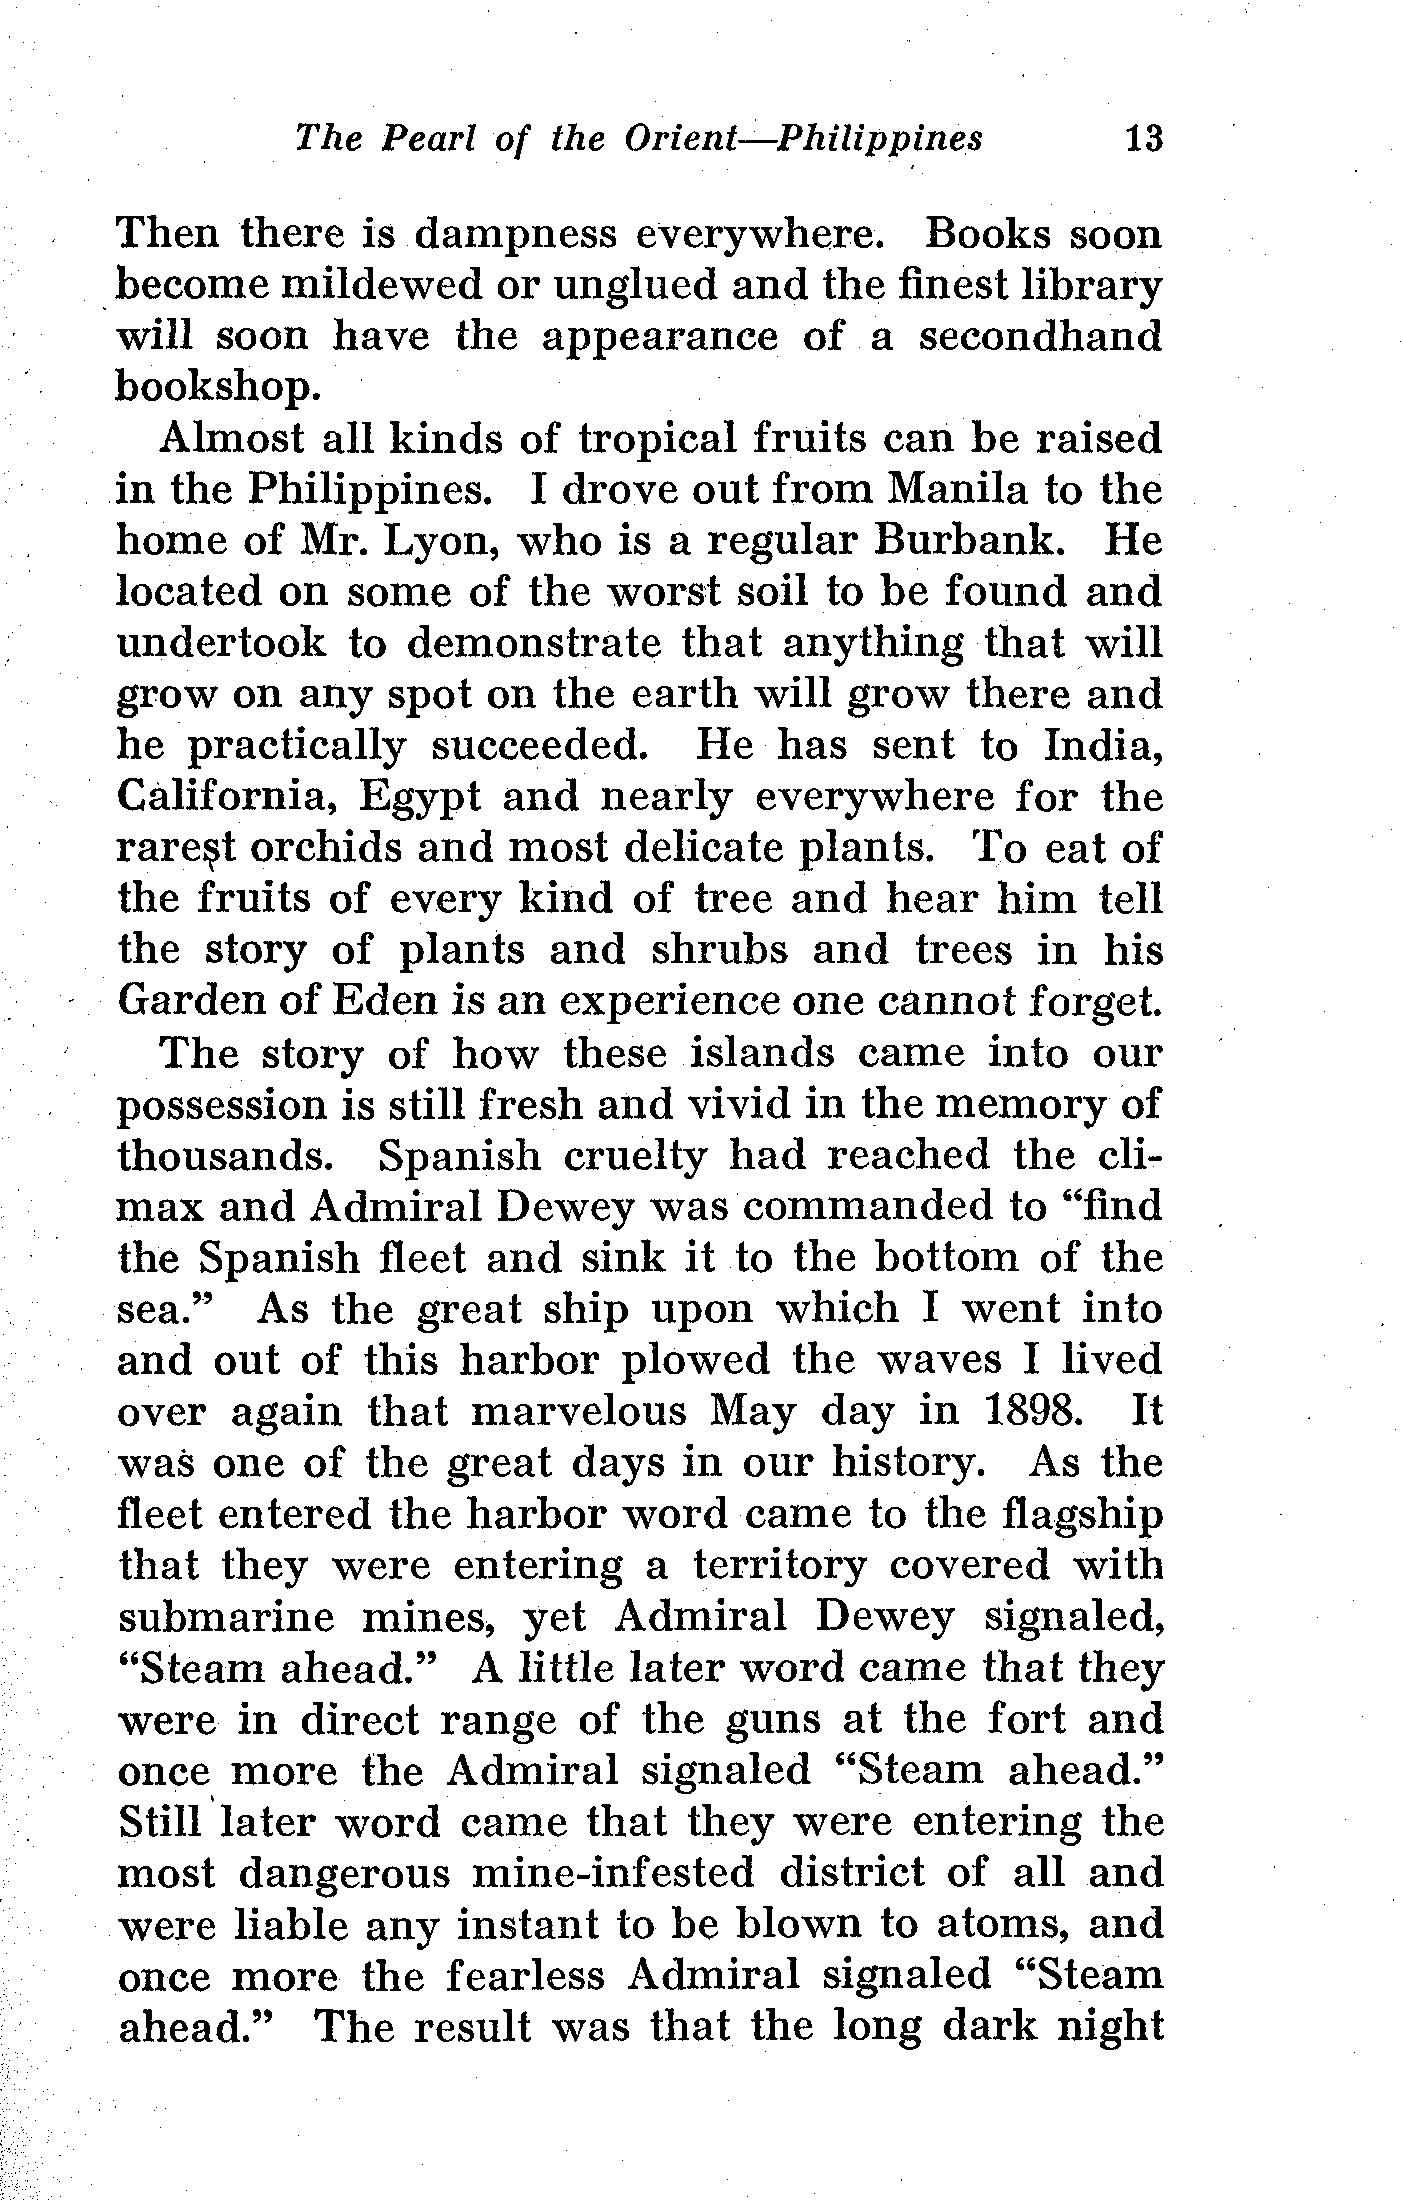 The Pearl of the Orient—Philippines 13
Then there is dampness everywhere. Books soon
become mildewed or unglued and the finest library
will soon have the appearance of a secondhand
bookshop.
Almost all kinds of tropical fruits can be raised
in the Philippines. I drove out from Manila to the
home of Mr. Lyon, who is a regular Burbank. He
located on some of the worst soil to be found and
undertook to demonstrate that anything that will
grow on any spot on the earth will grow there and
he practically succeeded. He has sent to India,
California, Egypt and nearly everywhere for the
rarest orchids and most delicate plants. To eat of
the fruits of every kind of tree and hear him tell
the story of plants and shrubs and trees in his
Garden of Eden is an experience one cannot forget.
The story of how these islands came into our
possession is still fresh and vivid in the memory of
thousands. Spanish cruelty had reached the cli-
max and Admiral Dewey was commanded to “find
the Spanish fleet and sink it to the bottom of the
sea.” As the great ship upon which I went into
and out of this harbor plowed the waves I lived
over again that marvelous May day in 1898. It
was one of the great days in our history. As the
fleet entered the harbor word came to the flagship
that they were entering a territory covered with
submarine mines, yet Admiral Dewey signaled,
“Steam ahead.” A little later word came that they
were in direct range of the guns at the fort and
once more the Admiral signaled “Steam ahead.”
Still later word came that they were entering the
most dangerous mine-infested district of all and
were liable any instant to be blown to atoms, and
once more the fearless Admiral signaled “Steam
ahead.” The result was that the long dark night